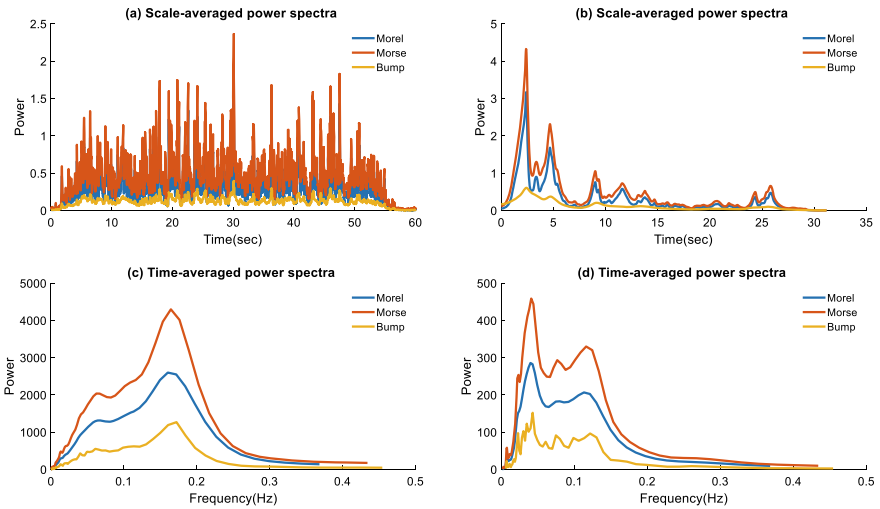 (a) Scale-averaged power spectra
2.5
2
1.5
1
0.5
0
Power
0 10 20 30 40 50 60
Time(sec)
Morel
Morse
Bump
(b) Scale-averaged power spectra
5
4
3
2
1
0
Power
0 5 10 15 20 25 30 35
Time(sec)
Morel
Morse
Bump
(c) Time-averaged power spectra
5000
4000
3000
2000
1000
0
Power
0 0.1 0.2 0.3 0.4 0.5
Frequency(Hz)
Morel
Morse
Bump
(d) Time-averaged power spectra
500
400
300
200
100
0
Power
0 0.1 0.2 0.3 0.4 0.5
Frequency(Hz)
Morel
Morse
Bump